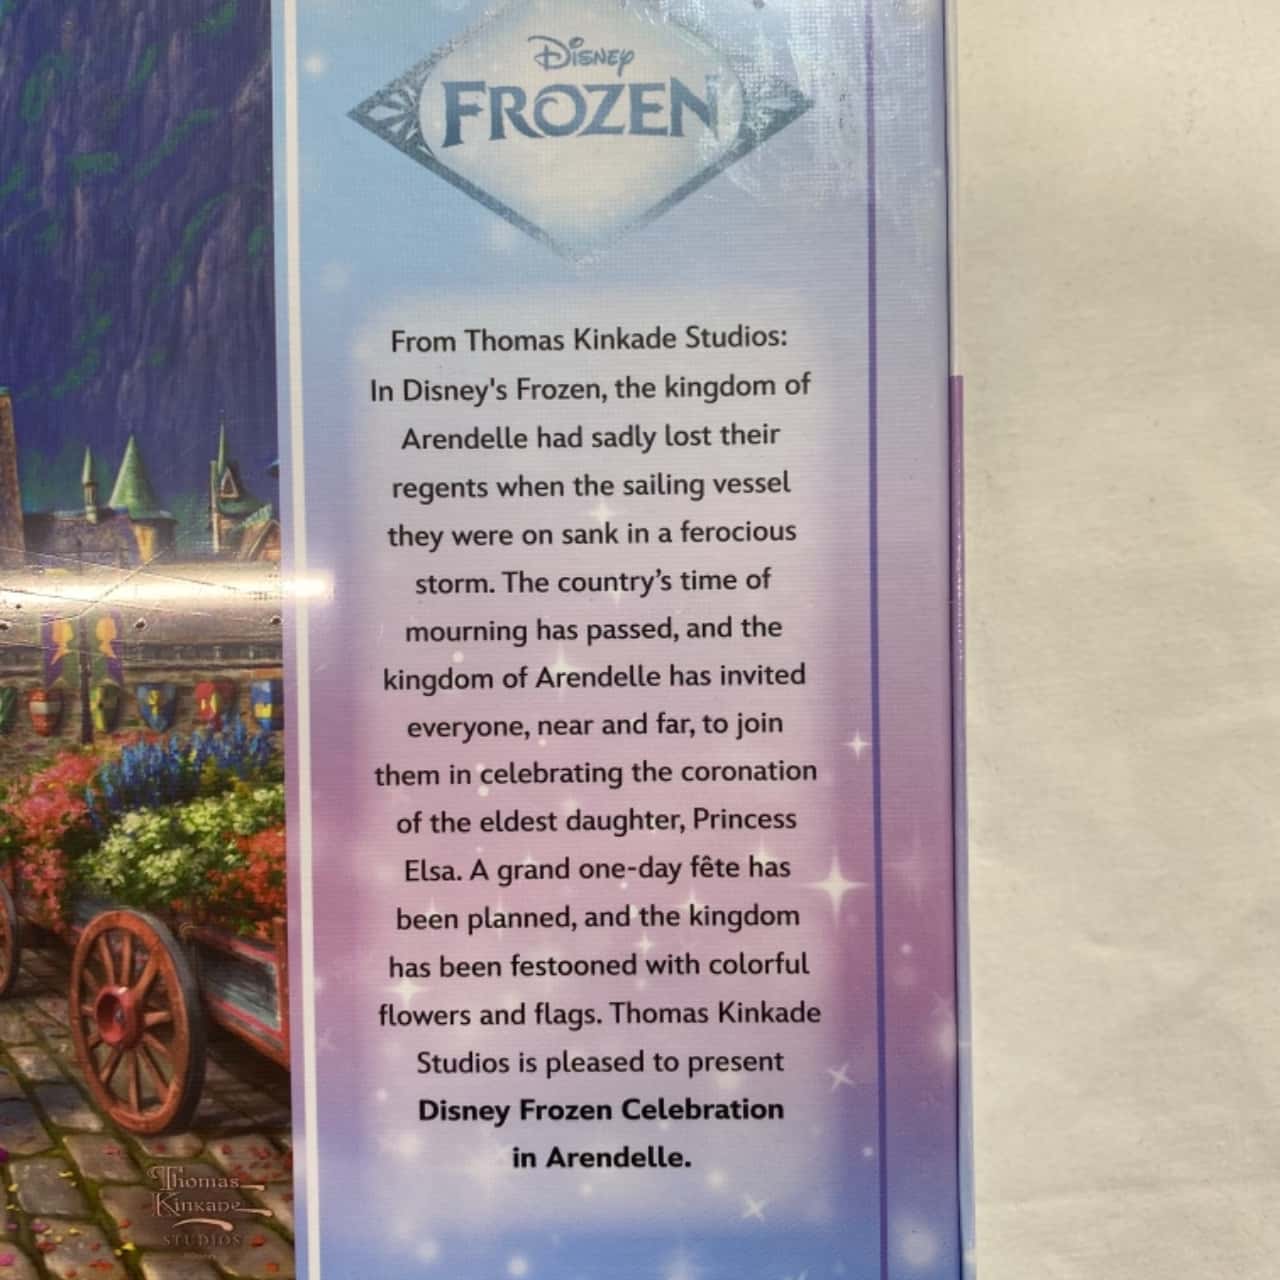 Disney
FROZEN
From Thomas Kinkade Studios:
In Disney's Frozen, the kingdom of
Arendelle had sadly lost their
regents when the sailing vessel
they were on sank in a ferocious
storm. The country’s time of
mourning has passed, and the
kingdom of Arendelle has invited
everyone, near and far, to join
them in celebrating the coronation
of the eldest daughter, Princess
Elsa. A grand one-day fête has
been planned, and the kingdom
has been festooned with colorful
flowers and flags. Thomas Kinkade
Studios is pleased to present
Disney Frozen Celebration
in Arendelle.
Thomas
Kinkade
STUDIOS